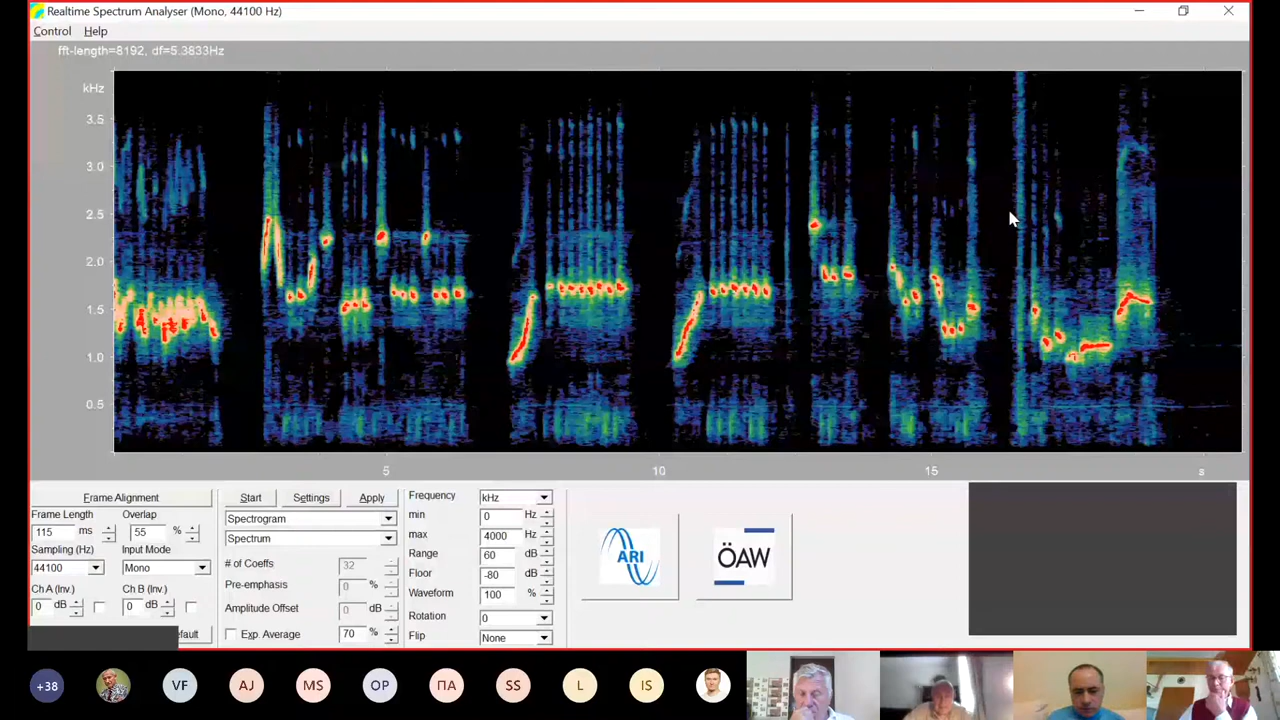 Realtime Spectrum Analyser (Mono, 44100 Hz)
Control Help
fft-length=8192, df=5.3833Hz
kHz
3.5
3.0
2.5
2.0
1.5
1.0
0.5
5 10 15 s
Frame Alignment
Frame Length Overlap
115 ms 55 %
Sampling (Hz) Input Mode
44100 Mono
Ch A (Inv.) Ch B (Inv.)
0 dB 0 dB
efault
Start Settings Apply
Spectrogram
Spectrum
# of Coeffs 32
Pre-emphasis 0 %
Amplitude Offset 0 dB
Exp. Average 70 %
Frequency kHz
min 0 Hz
max 4000 Hz
Range 60 dB
Floor -80 dB
Waveform 100 %
Rotation 0
Flip None
ARI
ÖAW
+38 VF AJ MS OP ПА SS L IS